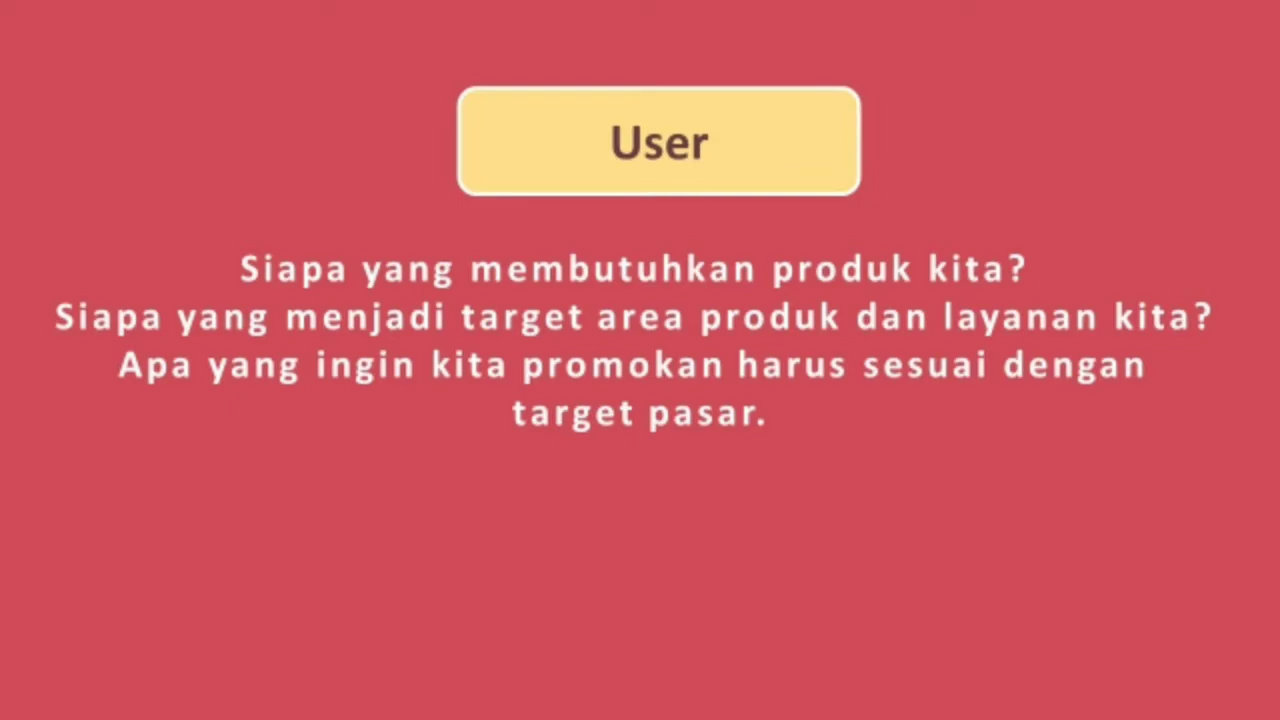 User
Siapa yang membutuhkan produk kita?
Siapa yang menjadi target area produk dan layanan kita?
Apa yang ingin kita promokan harus sesuai dengan
target pasar.